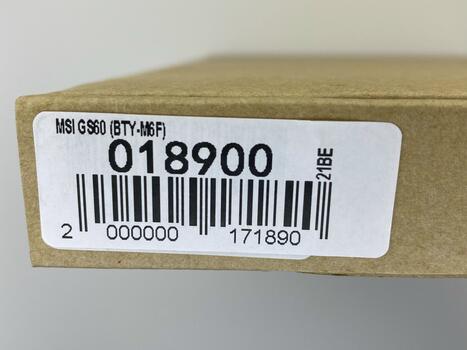 MSI GS60 (BTY-M6F)
018900
21BE
2 000000 171890